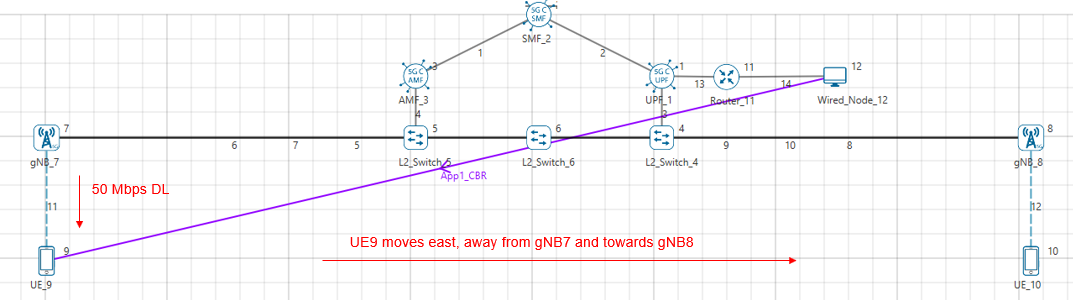 5G C
SMF
SMF_2
1
2
5G C
AMF
3
AMF_3
4
5G C
UPF
1
UPF_1
2
13
11
Router_11
14
12
Wired_Node_12
7
gNB_7
6
7
5
5
L2_Switch_5
6
L2_Switch_6
4
L2_Switch_4
9
10
8
8
gNB_8
App1_CBR
50 Mbps DL
11
12
UE9 moves east, away from gNB7 and towards gNB8
9
UE_9
10
UE_10